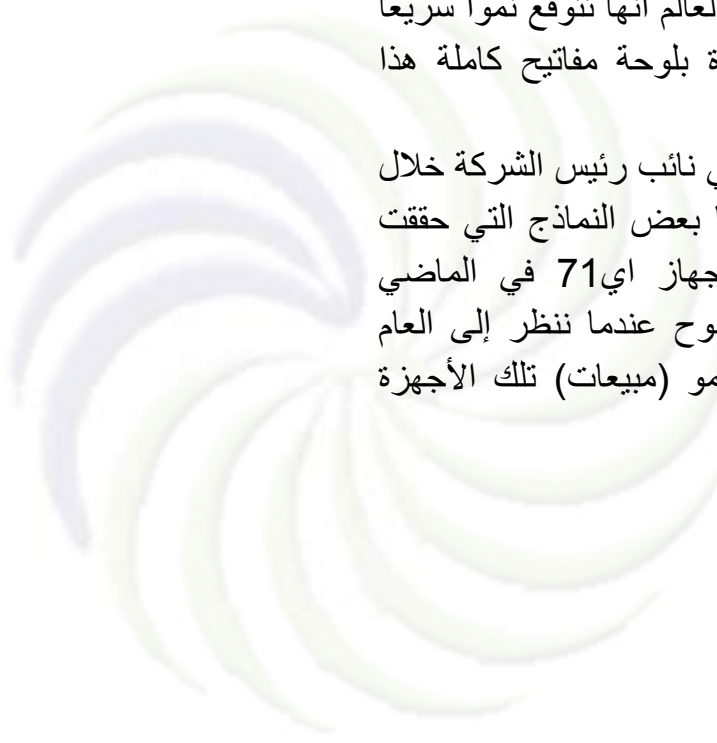 العالم أنها تتوقع نموا سريعا
ة بلوحة مفاتيح كاملة هذا
ي نائب رئيس الشركة خلال
ا بعض النماذج التي حققت
جهاز اي71 في الماضي
وح عندما ننظر إلى العام
مو (مبيعات) تلك الأجهزة